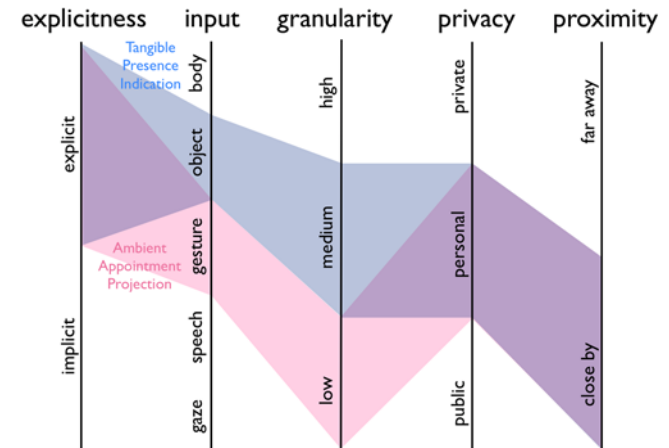 explicitness input granularity privacy proximity
Tangible
Presence
Indication
body
high
private
far away
explicit
object
gesture
medium
personal
Ambient
Appointment
Projection
implicit
speech
low
close by
gaze
public